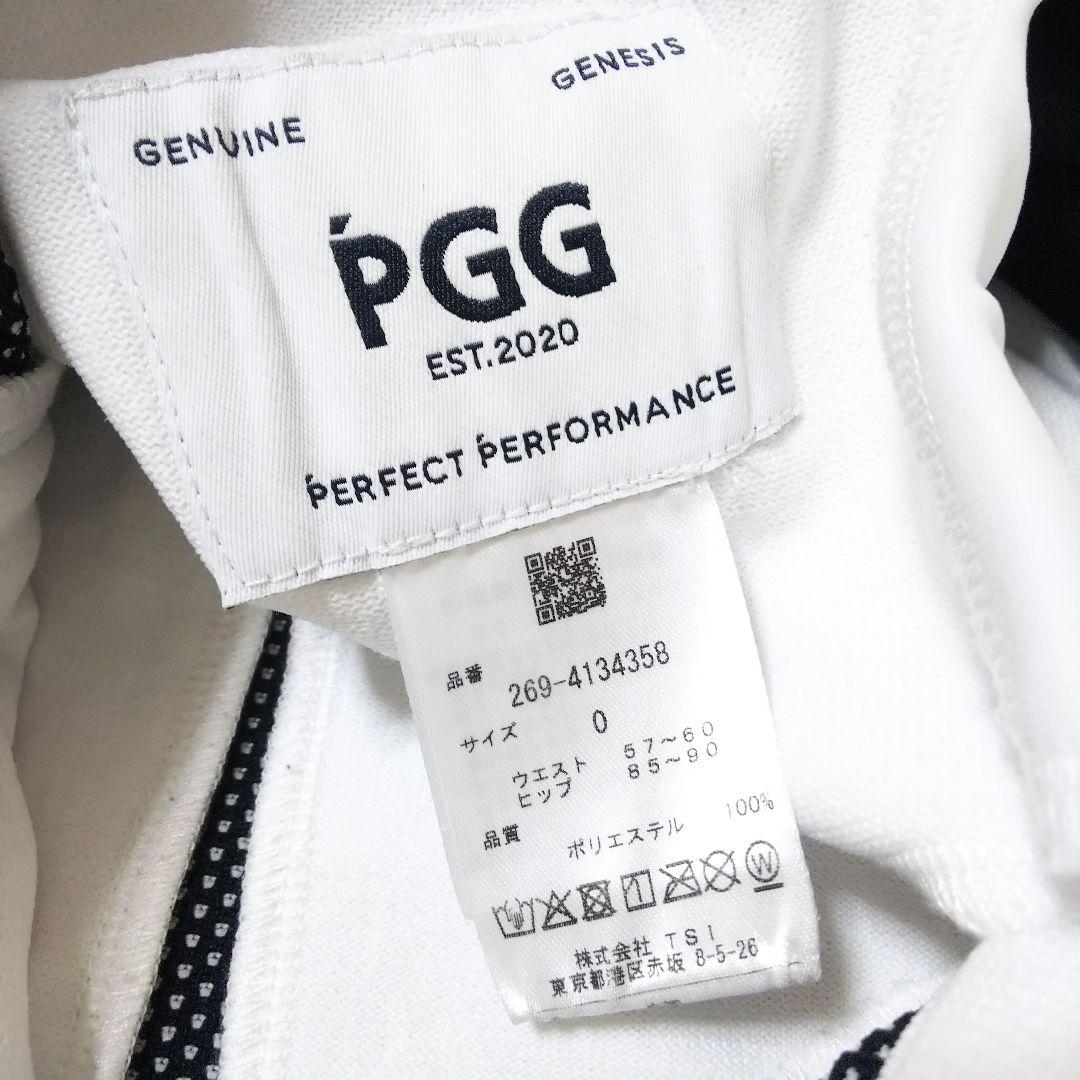 GENUINE
GENESIS
PGG
EST.2020
PERFECT PERFORMANCE
品番 269-4134358
サイズ 0
ウエスト 57～60
ヒップ 85～90
品質 ポリエステル 100%
W
株式会社 TSI
東京都港区赤坂 8-5-26